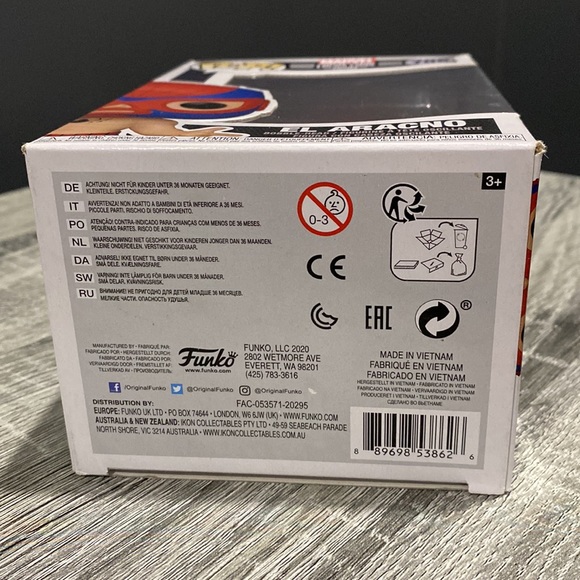 MARVEL
EL ARAGNO
ADVERTENCIA: PELIGRO DE ASFIXIA
3+
DE ACHTUNG! NICHT FÜR KINDER UNTER 36 MONATEN GEEIGNET.
KLEINTEILE. ERSTICKUNGSGEFAHR.
IT AVVERTENZA! NON ADATTO A BAMBINI DI ETÀ INFERIORE A 36 MESI.
PICCOLE PARTI. RISCHIO DI SOFFOCAMENTO.
PO ATENÇÃO! CONTRA-INDICADO PARA CRIANÇAS COM MENOS DE 36 MESES.
PEQUENAS PARTES. RISCO DE ASFIXIA.
NL WAARSCHUWING! NIET GESCHIKT VOOR KINDEREN JONGER DAN 36 MAANDEN.
KLEINE ONDERDELEN. VERSTIKKINGSGEVAAR.
DA ADVARSEL! IKKE EGNET TIL BØRN UNDER 36 MÅNEDER.
SMÅ DELE. KVÆLNINGSFARE.
SW VARNING! INTE LÄMPLIG FÖR BARN UNDER 36 MÅNADER.
SMÅ DELAR. KVÄVNINGSRISK.
RU ВНИМАНИЕ! НЕ ПРИГОДНО ДЛЯ ДЕТЕЙ МЛАДШЕ 36 МЕСЯЦЕВ.
МЕЛКИЕ ЧАСТИ. ОПАСНОСТЬ УДУШЬЯ.
0-3
CE
EAC
®
MANUFACTURED BY • FABRIQUÉ PAR:
FABRICADO POR • HERGESTELLT DURCH
FABRICATO DA • FABRICADO POR
VERVAARDIGD DOOR • FREMSTILLET AF
TILLVERKAD AV • ПРОИЗВОДИТЕЛЬ
Funko
FUNKO, LLC 2020
2802 WETMORE AVE
EVERETT, WA 98201
(425) 783-3616
/OriginalFunko @OriginalFunko @OriginalFunko
FAC-053571-20295
DISTRIBUTION BY:
EUROPE: FUNKO UK LTD • PO BOX 74644 • LONDON, W6 6JW (UK) • WWW.FUNKO.COM
AUSTRALIA & NEW ZEALAND: IKON COLLECTABLES PTY LTD • 49-59 SEABEACH PARADE
NORTH SHORE, VIC 3214 AUSTRALIA • WWW.IKONCOLLECTABLES.COM.AU
MADE IN VIETNAM
FABRIQUÉ EN VIETNAM
FABRICADO EN VIETNAM
HERGESTELLT IN VIETNAM • FABBRICATO IN VIETNAM
FABRICADO NO VIETNAM • VERVAARDIGD IN VIETNAM
PRODUCERET I VIETNAM • TILLVERKAD I VIETNAM
СДЕЛАНО ВО ВЬЕТНАМЕ
8 89698 53862 6